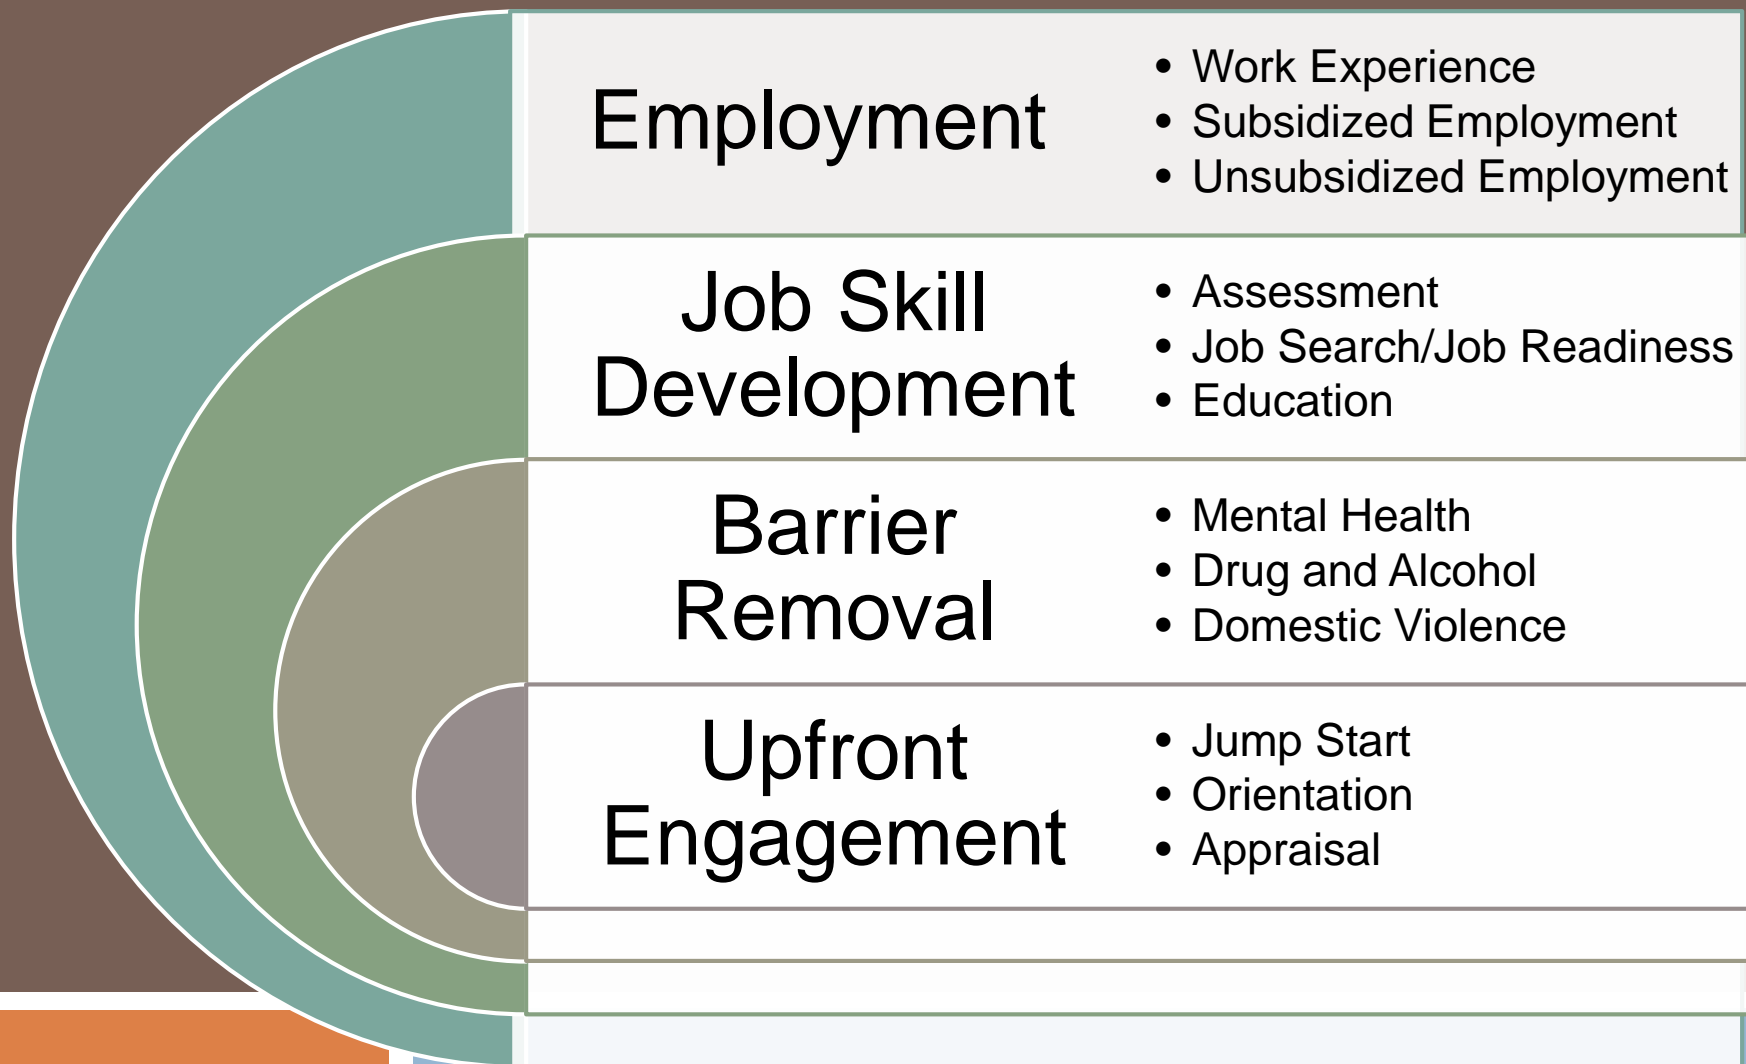 Employment
• Work Experience
• Subsidized Employment
• Unsubsidized Employment
Job Skill
Development
• Assessment
• Job Search/Job Readiness
• Education
Barrier
Removal
• Mental Health
• Drug and Alcohol
• Domestic Violence
Upfront
Engagement
• Jump Start
• Orientation
• Appraisal